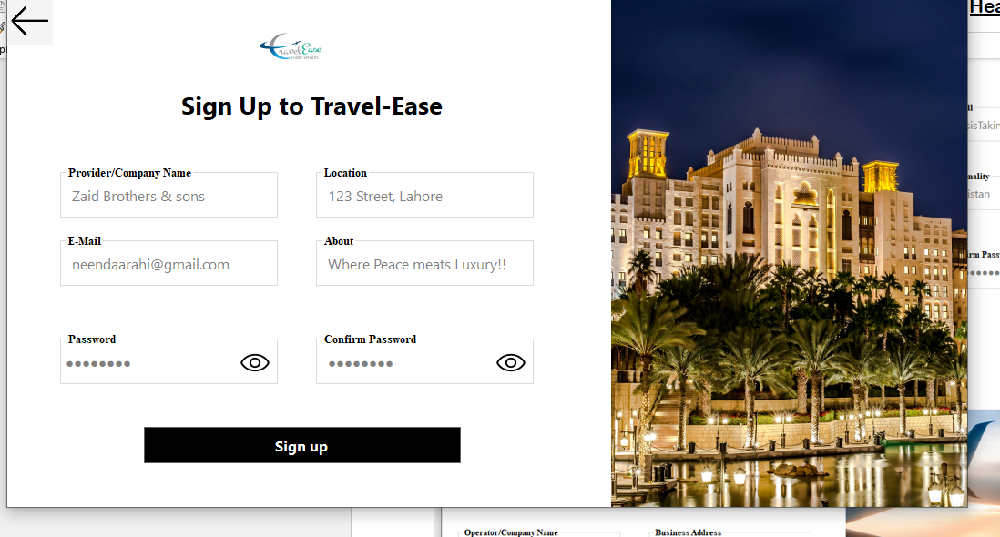 Hea
TravelEase
Travel Services
Sign Up to Travel-Ease
Provider/Company Name
Location
Zaid Brothers & sons
123 Street, Lahore
E-Mail
About
neendaarahi@gmail.com
Where Peace meats Luxury!!
Password
Confirm Password
••••••••
••••••••
Sign up
il
sisTakin
nality
istan
rm Pass
Operator/Company Name
Business Address